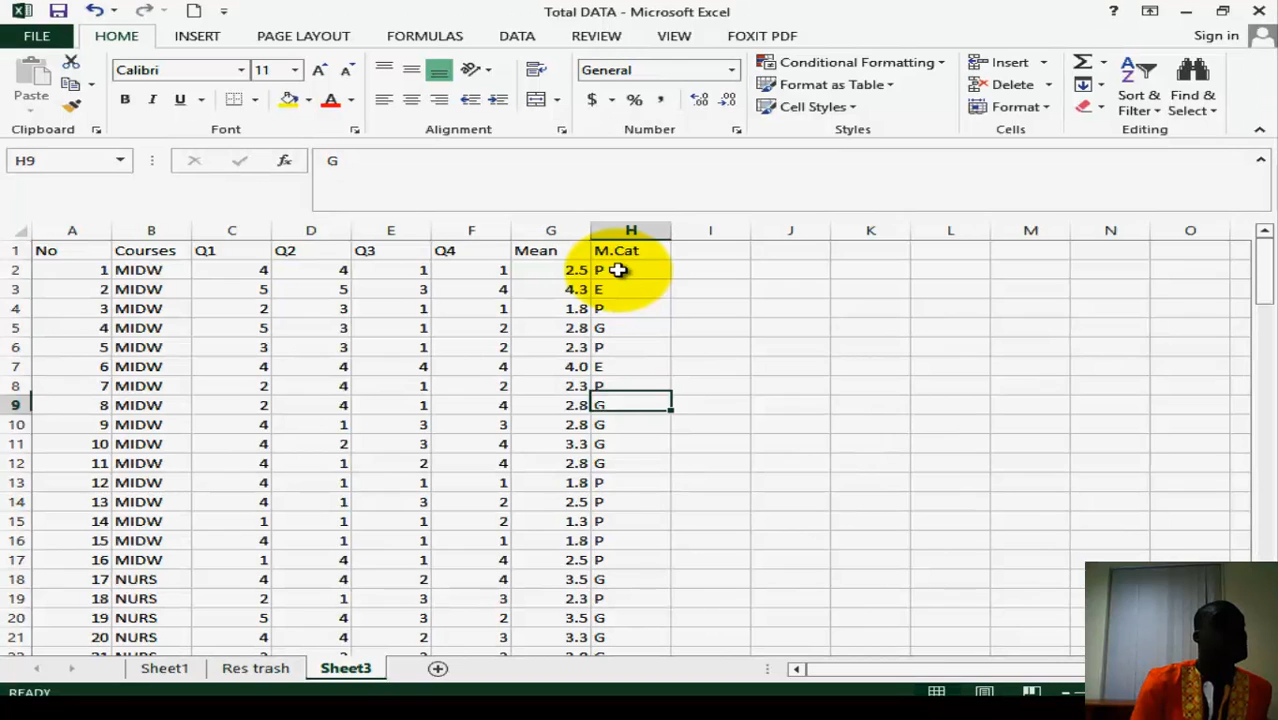 Total DATA - Microsoft Excel
FILE HOME INSERT PAGE LAYOUT FORMULAS DATA REVIEW VIEW FOXIT PDF Sign in
Paste Calibri 11 General Conditional Formatting Insert
B I U $ % , Format as Table Delete Sort & Find &
Cell Styles Format Filter Select
Clipboard Font Alignment Number Styles Cells Editing
H9 fx G
A B C D E F G H I J K L M N O
1 No Courses Q1 Q2 Q3 Q4 Mean M.Cat
2 1 MIDW 4 4 1 1 2.5 P
3 2 MIDW 5 5 3 4 4.3 E
4 3 MIDW 2 3 1 1 1.8 P
5 4 MIDW 5 3 1 2 2.8 G
6 5 MIDW 3 3 1 2 2.3 P
7 6 MIDW 4 4 4 4 4.0 E
8 7 MIDW 2 4 1 2 2.3 P
9 8 MIDW 2 4 1 4 2.8 G
10 9 MIDW 4 1 3 3 2.8 G
11 10 MIDW 4 2 3 4 3.3 G
12 11 MIDW 4 1 2 4 2.8 G
13 12 MIDW 4 1 1 1 1.8 P
14 13 MIDW 4 1 3 2 2.5 P
15 14 MIDW 1 1 1 2 1.3 P
16 15 MIDW 4 1 1 1 1.8 P
17 16 MIDW 1 4 1 4 2.5 P
18 17 NURS 4 4 2 4 3.5 G
19 18 NURS 2 1 3 3 2.3 P
20 19 NURS 5 4 3 2 3.5 G
21 20 NURS 4 4 2 3 3.3 G
Sheet1 Res trash Sheet3
READY